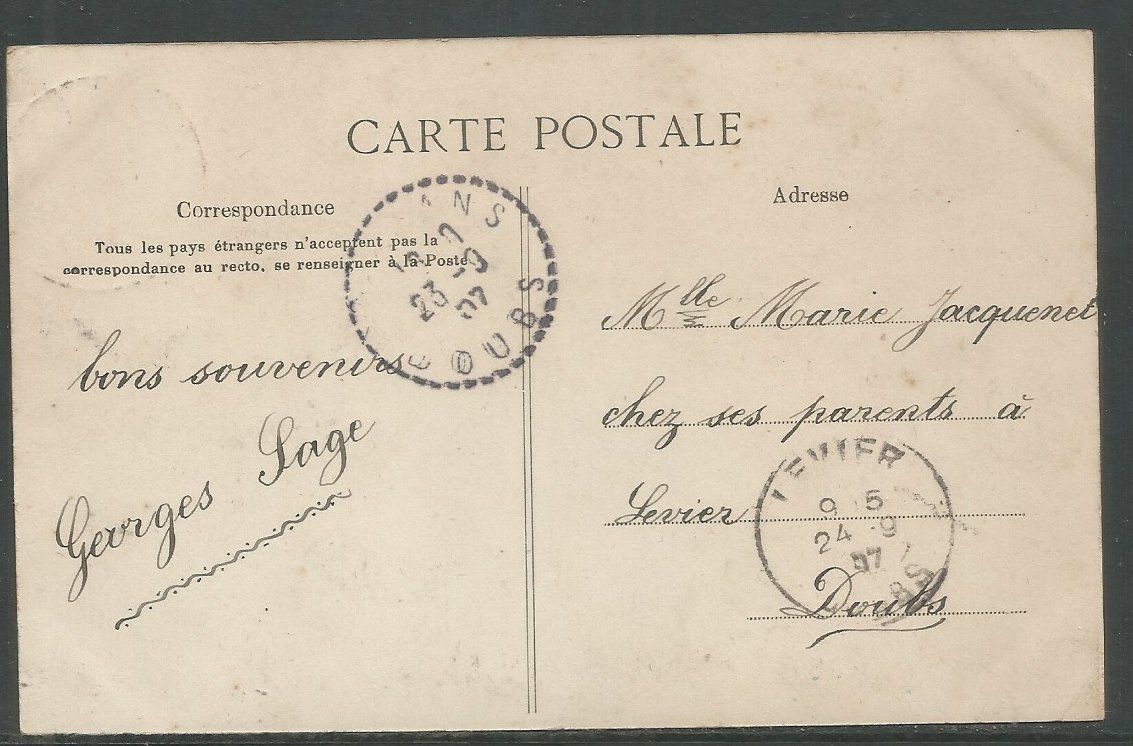 CARTE POSTALE
Correspondance
Tous les pays étrangers n'acceptent pas la
correspondance au recto, se renseigner à la Poste
bons souvenirs
Georges Sage
ANS
23 -9
07
DOUBS
Adresse
Mlle Marie Jacquenet
chez ses parents à
Levier
Doubs
LEVIER
9 5
24 -9
07